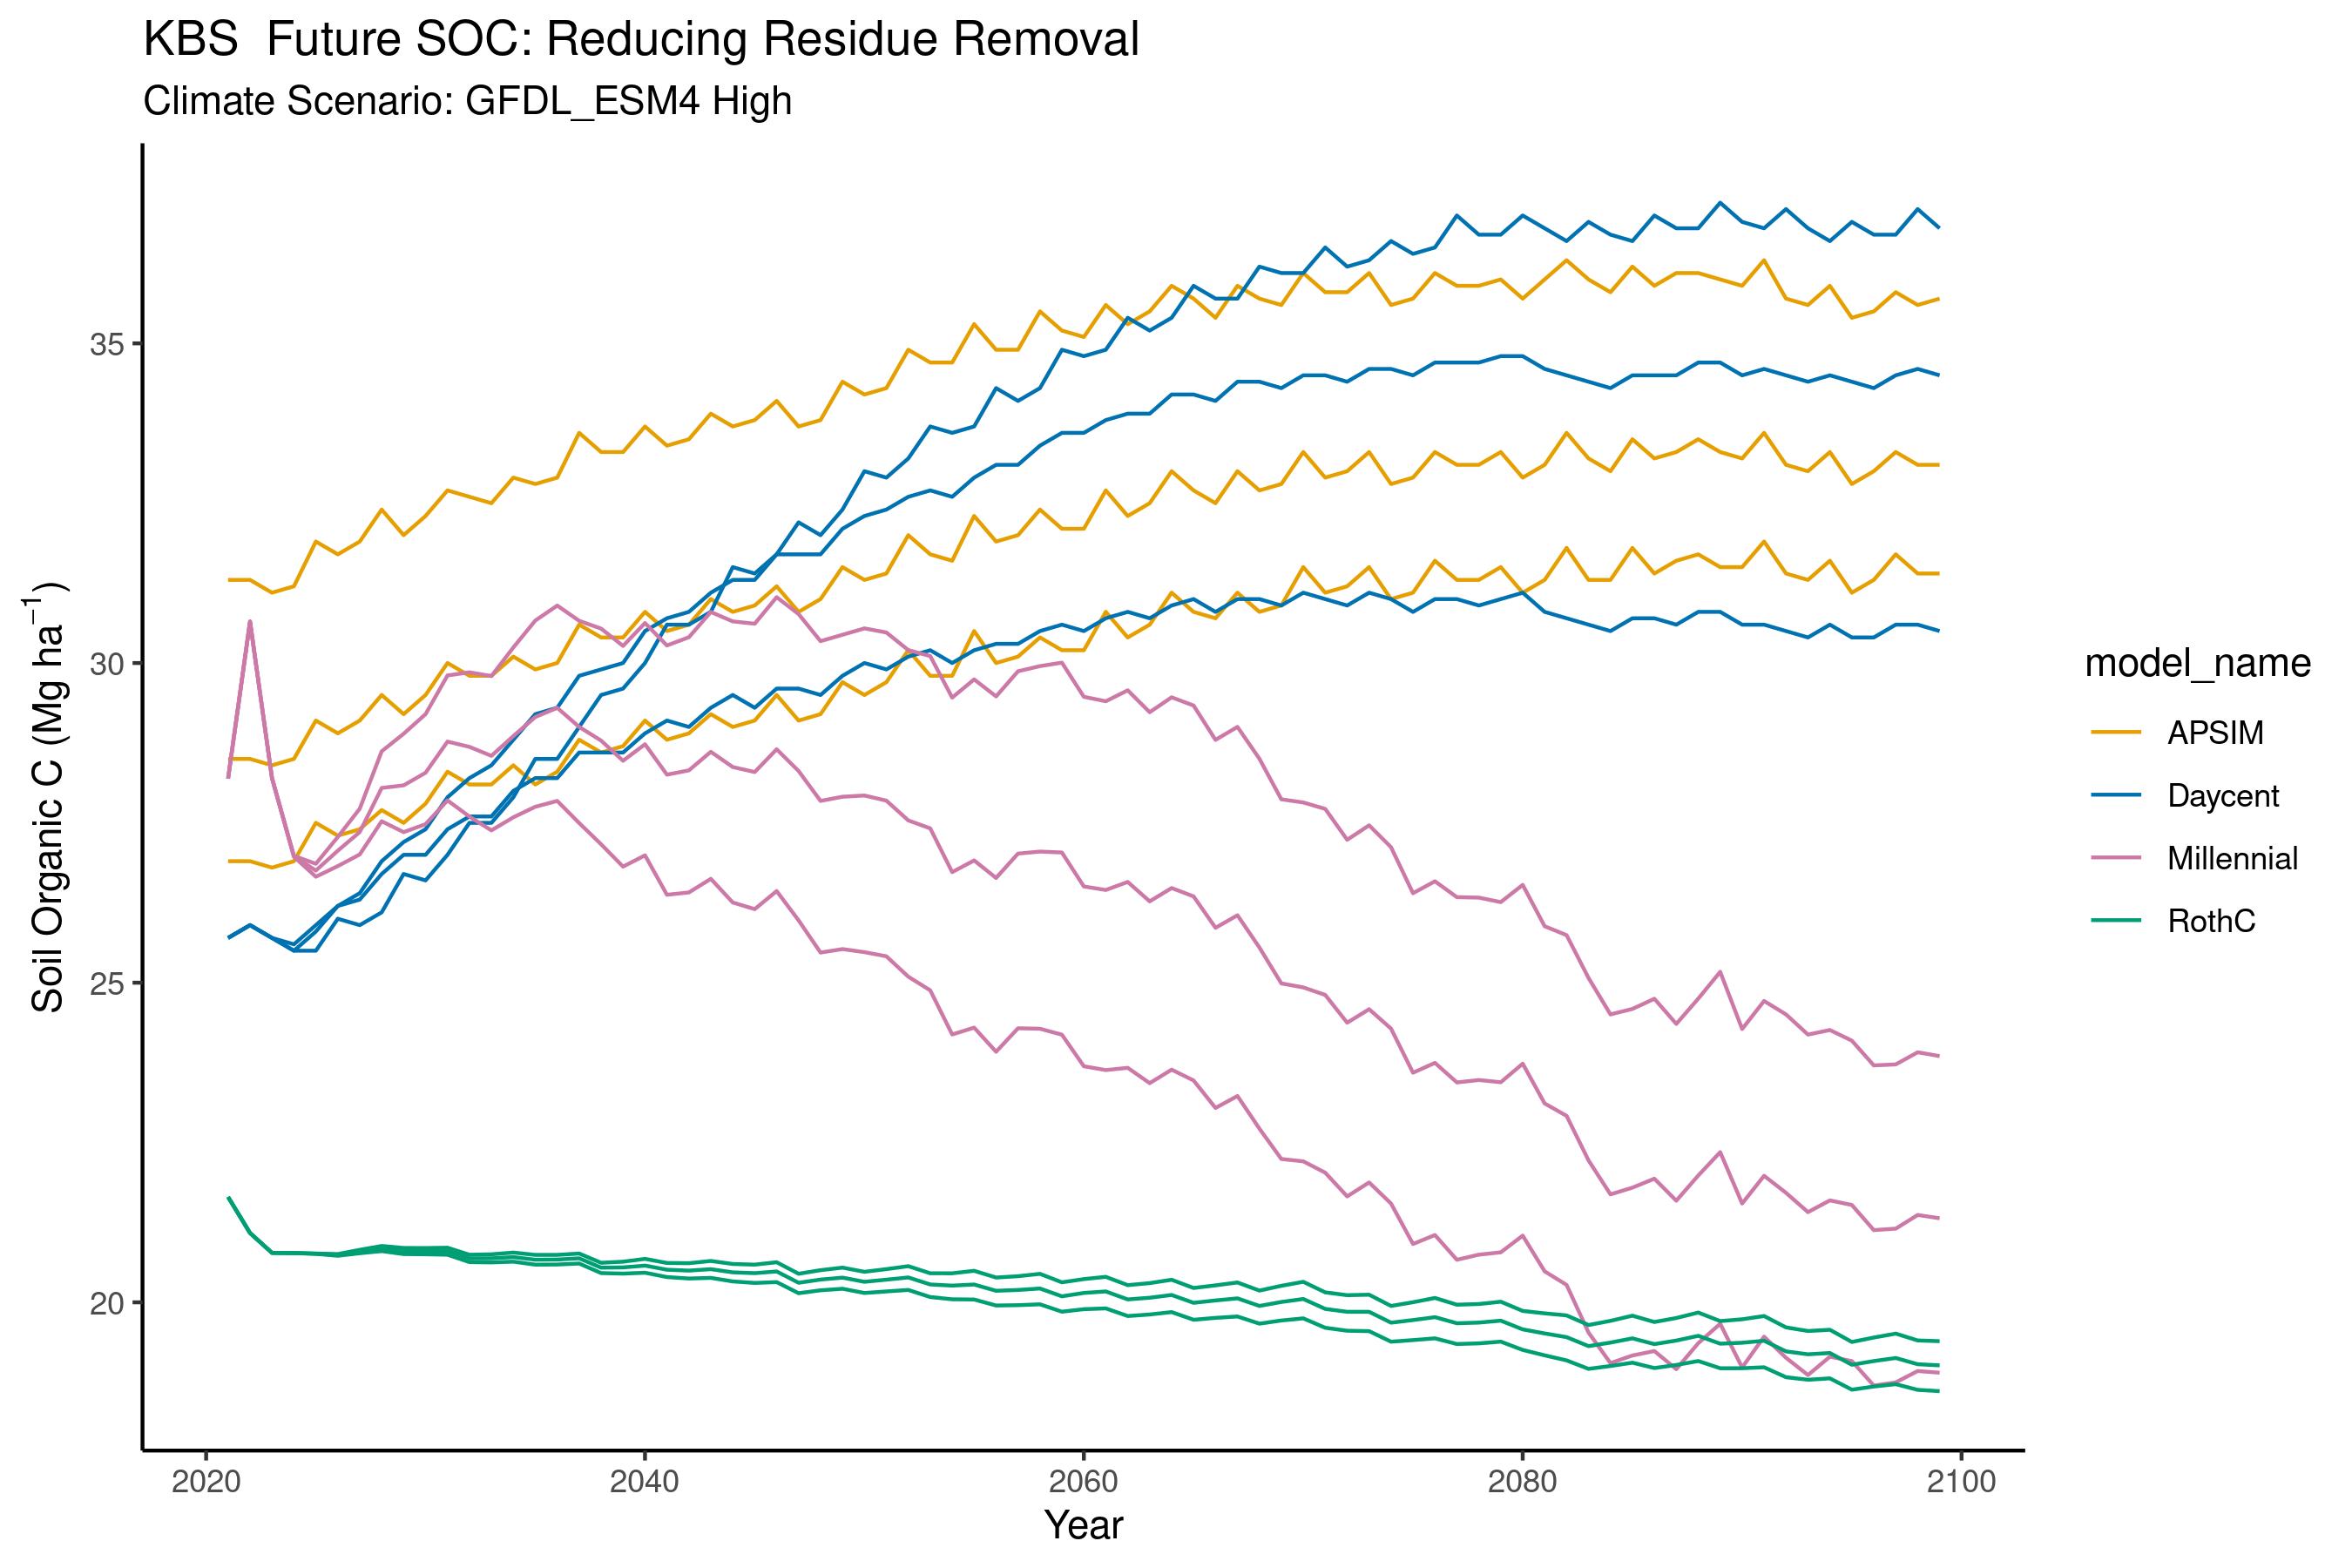 KBS  Future SOC: Reducing Residue Removal
Climate Scenario: GFDL_ESM4 High
Soil Organic C (Mg ha⁻¹)
35
30
25
20
2020 2040 2060 2080 2100
Year
model_name
APSIM
Daycent
Millennial
RothC